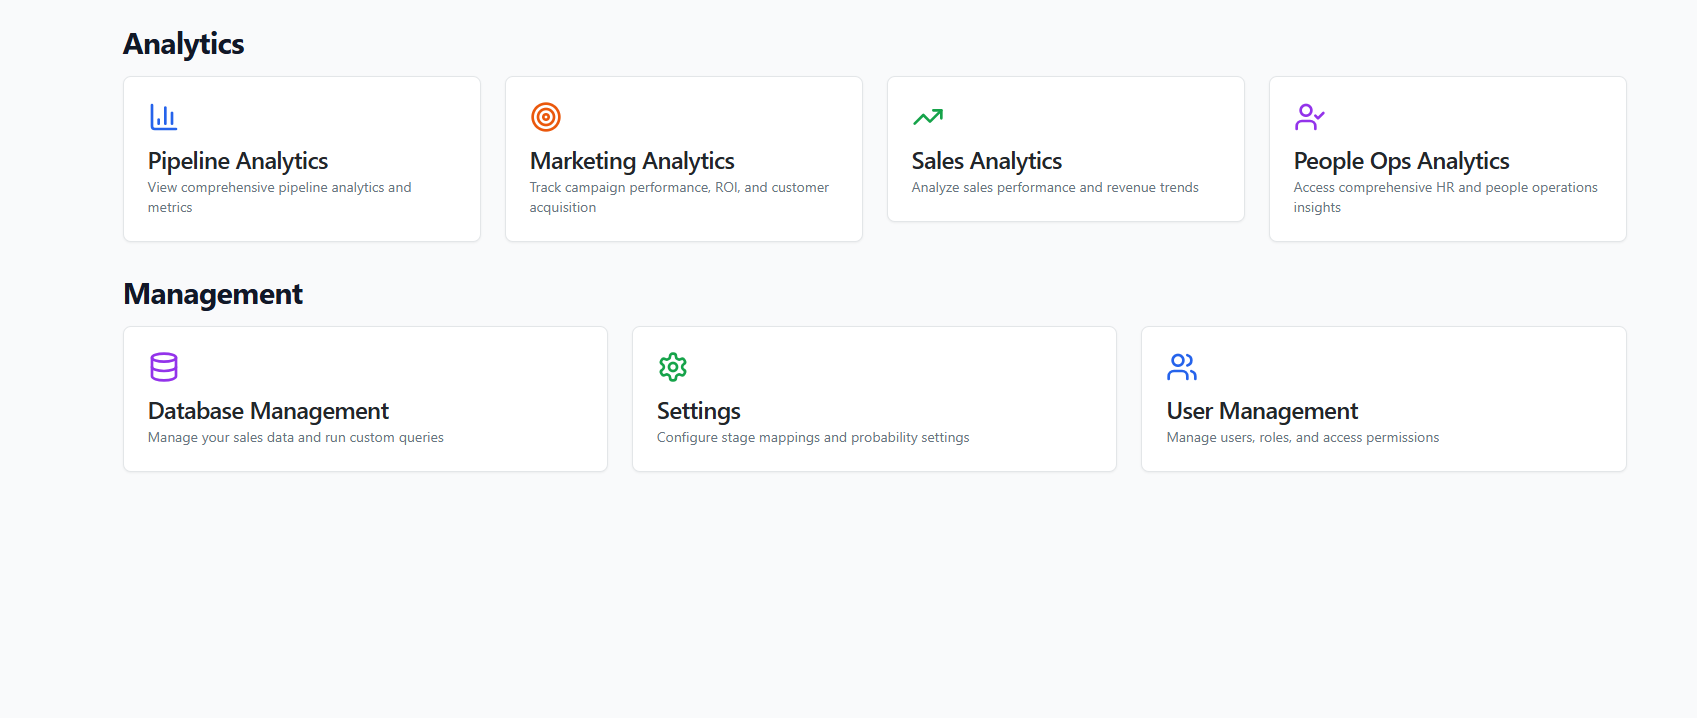 Analytics
Pipeline Analytics
View comprehensive pipeline analytics and
metrics
Marketing Analytics
Track campaign performance, ROI, and customer
acquisition
Sales Analytics
Analyze sales performance and revenue trends
People Ops Analytics
Access comprehensive HR and people operations
insights
Management
Database Management
Manage your sales data and run custom queries
Settings
Configure stage mappings and probability settings
User Management
Manage users, roles, and access permissions